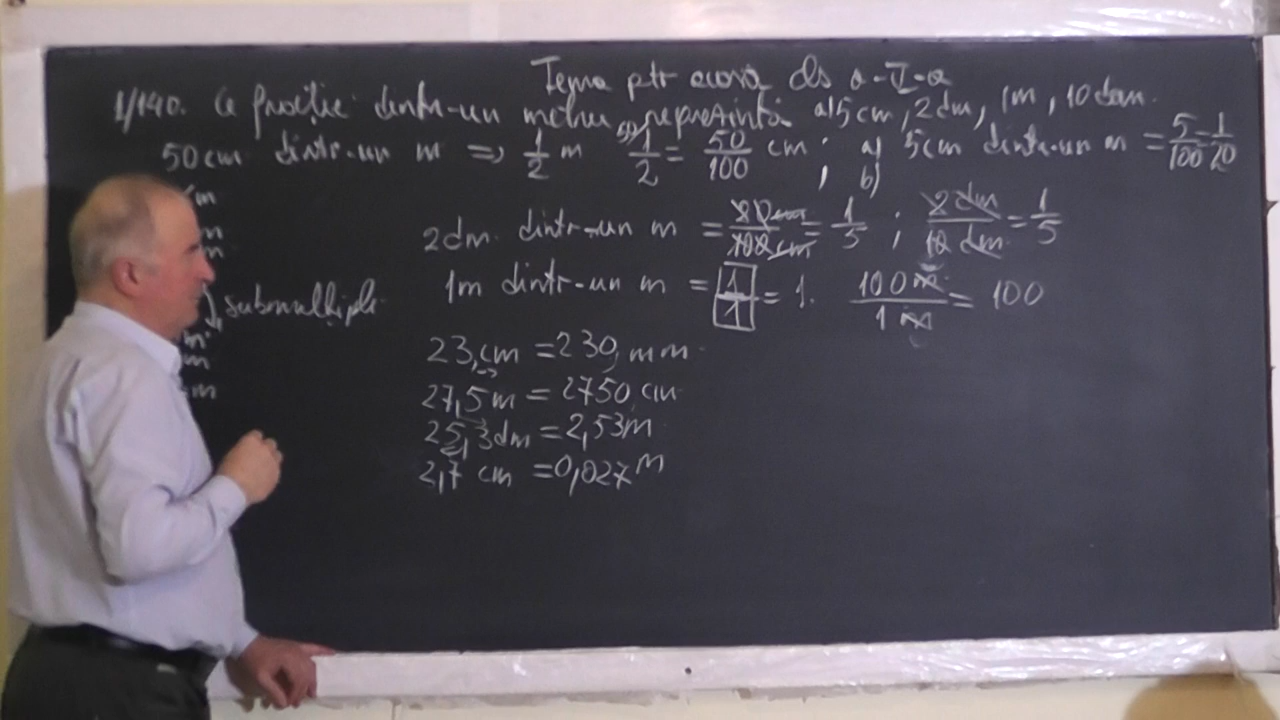 Tema ptr acasă cls a-V-a
1/140. Ce fracție dintr-un metru reprezintă a) 5cm, 2dm, 1m, 10dam.
50cm dintr-un m => 1/2 m 1/2 = 50/100 cm; a) 5cm dintr-un m = 5/100 = 1/20
, b)
m
2dm dintr-un m = 20cm/100cm = 1/5 ; 2dm/10dm = 1/5
m
m
1m dintr-un m = 1/1 = 1. 100m/1m = 100
) submultipli
23,cm = 230,mm
m
m
27,5m = 2750,cm
m
25,3dm = 2,53m
2,7 cm = 0,027m